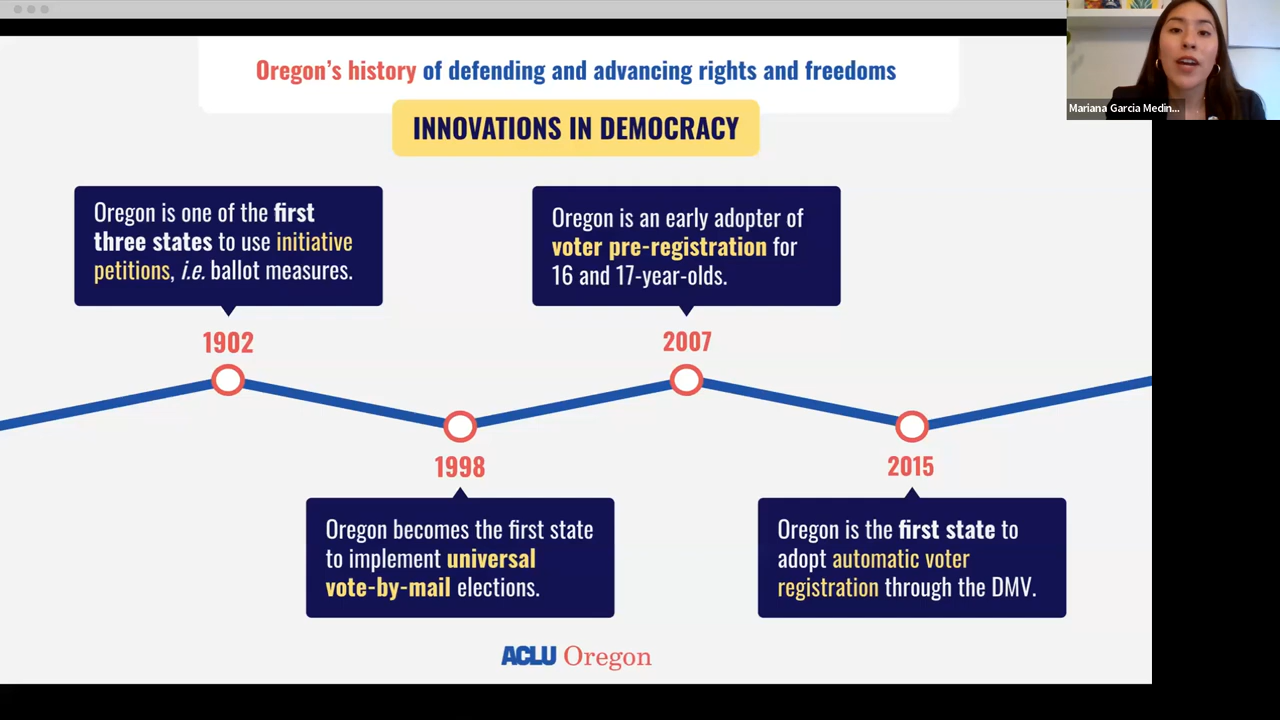 Oregon's history of defending and advancing rights and freedoms
INNOVATIONS IN DEMOCRACY
Mariana Garcia Medin...
Oregon is one of the first
three states to use initiative
petitions, i.e. ballot measures.
1902
Oregon is an early adopter of
voter pre-registration for
16 and 17-year-olds.
2007
1998
Oregon becomes the first state
to implement universal
vote-by-mail elections.
2015
Oregon is the first state to
adopt automatic voter
registration through the DMV.
ACLU Oregon